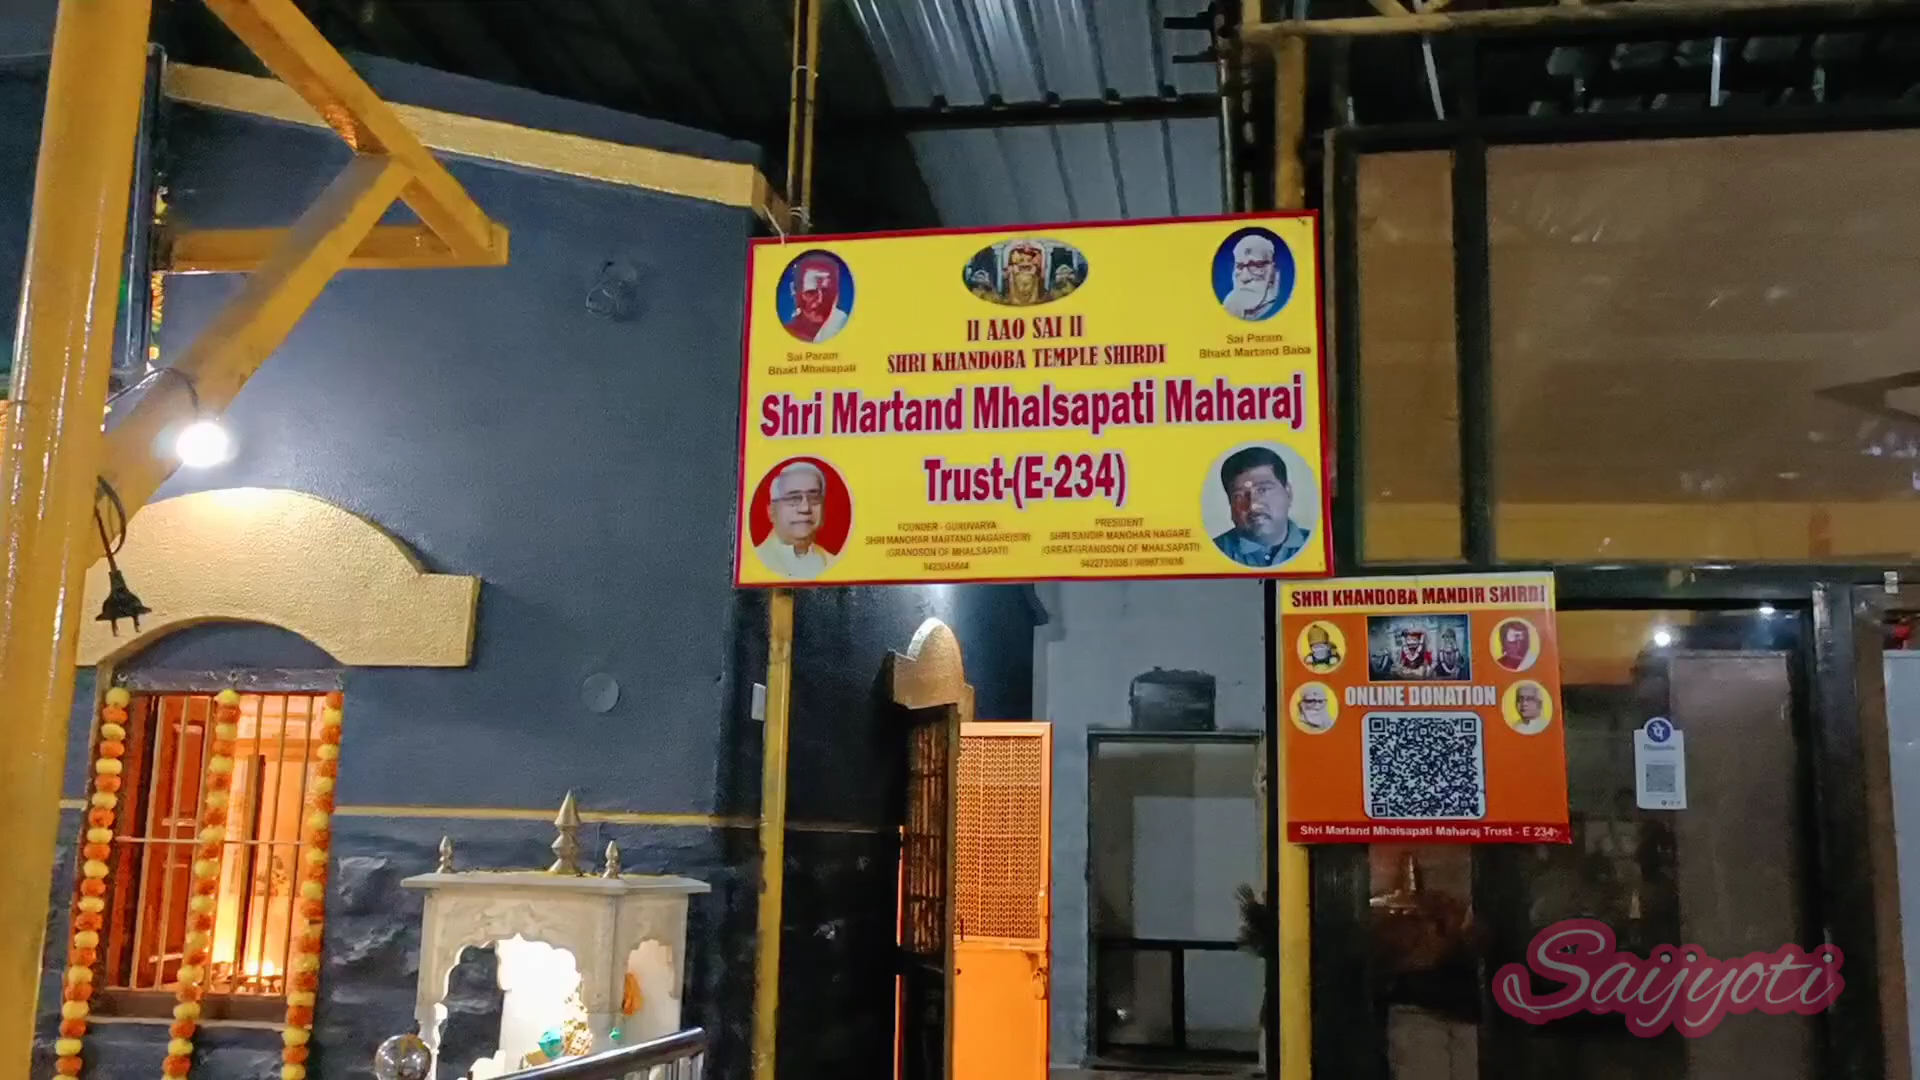 II AAO SAI II
SHRI KHANDOBA TEMPLE SHIRDI
Sai Param
Bhakt Mhalsapati
Sai Param
Bhakt Martand Baba
Shri Martand Mhalsapati Maharaj
Trust-(E-234)
FOUNDER - GURUVARYA
SHRI MANOHAR MARTAND NAGARE(SIR)
(GRANDSON OF MHALSAPATI)
PRESIDENT
SHRI SANDIP MANOHAR NAGARE
(GREAT-GRANDSON OF MHALSAPATI)
SHRI KHANDOBA MANDIR SHIRDI
ONLINE DONATION
Shri Martand Mhalsapati Maharaj Trust - E 234
पे
Saijyoti